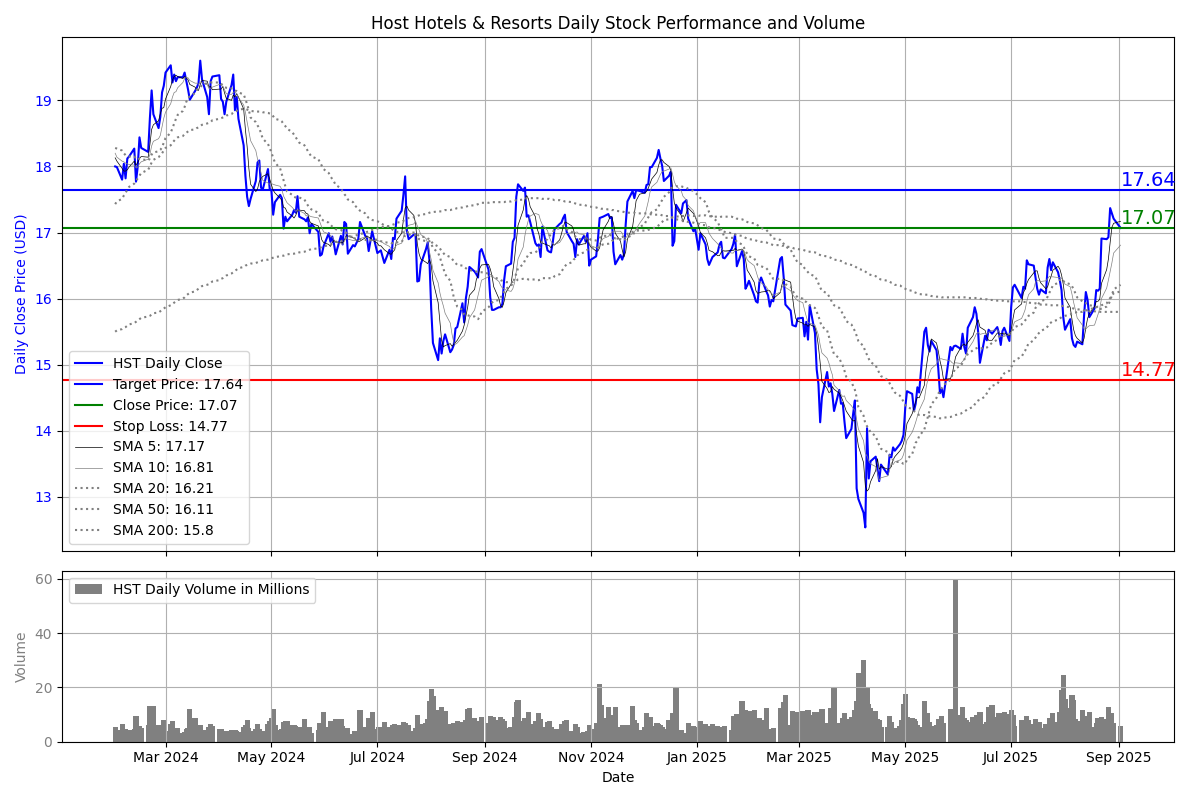 Host Hotels & Resorts Daily Stock Performance and Volume
Daily Close Price (USD)
19
18
17
16
15
14
13
17.64
17.07
14.77
HST Daily Close
Target Price: 17.64
Close Price: 17.07
Stop Loss: 14.77
SMA 5: 17.17
SMA 10: 16.81
SMA 20: 16.21
SMA 50: 16.11
SMA 200: 15.8
Volume
60
40
20
0
HST Daily Volume in Millions
Mar 2024
May 2024
Jul 2024
Sep 2024
Nov 2024
Jan 2025
Mar 2025
May 2025
Jul 2025
Sep 2025
Date